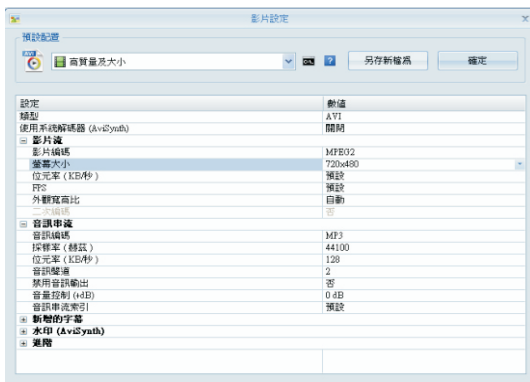 影片設定
預設配置
AVI
高質量及大小
另存新檔為
確定
設定 數值
類型 AVI
使用系統解碼器 (AviSynth) 關閉
影片流
影片編碼 MPEG2
螢幕大小 720x480
位元率 (KB/秒) 預設
FPS 預設
外觀寬高比 自動
二次編碼 否
音訊串流
音訊編碼 MP3
採樣率 (赫茲) 44100
位元率 (KB/秒) 128
音訊聲道 2
禁用音訊輸出 否
音量控制 (+dB) 0 dB
音訊串流索引 預設
新增的字幕
水印 (AviSynth)
進階